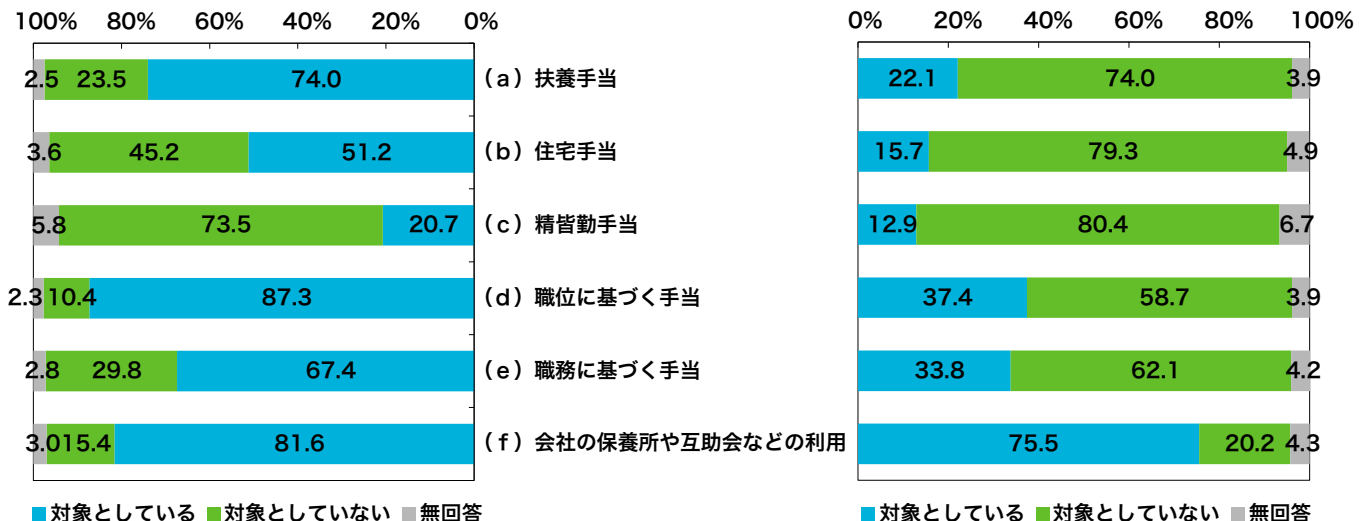 100% 80% 60% 40% 20% 0% 0% 20% 40% 60% 80% 100%
2.5 23.5 74.0 (a)扶養手当 22.1 74.0 3.9
3.6 45.2 51.2 (b)住宅手当 15.7 79.3 4.9
5.8 73.5 20.7 (c)精皆勤手当 12.9 80.4 6.7
2.3 10.4 87.3 (d)職位に基づく手当 37.4 58.7 3.9
2.8 29.8 67.4 (e)職務に基づく手当 33.8 62.1 4.2
3.0 15.4 81.6 (f)会社の保養所や互助会などの利用 75.5 20.2 4.3
対象としている 対象としていない 無回答 対象としている 対象としていない 無回答